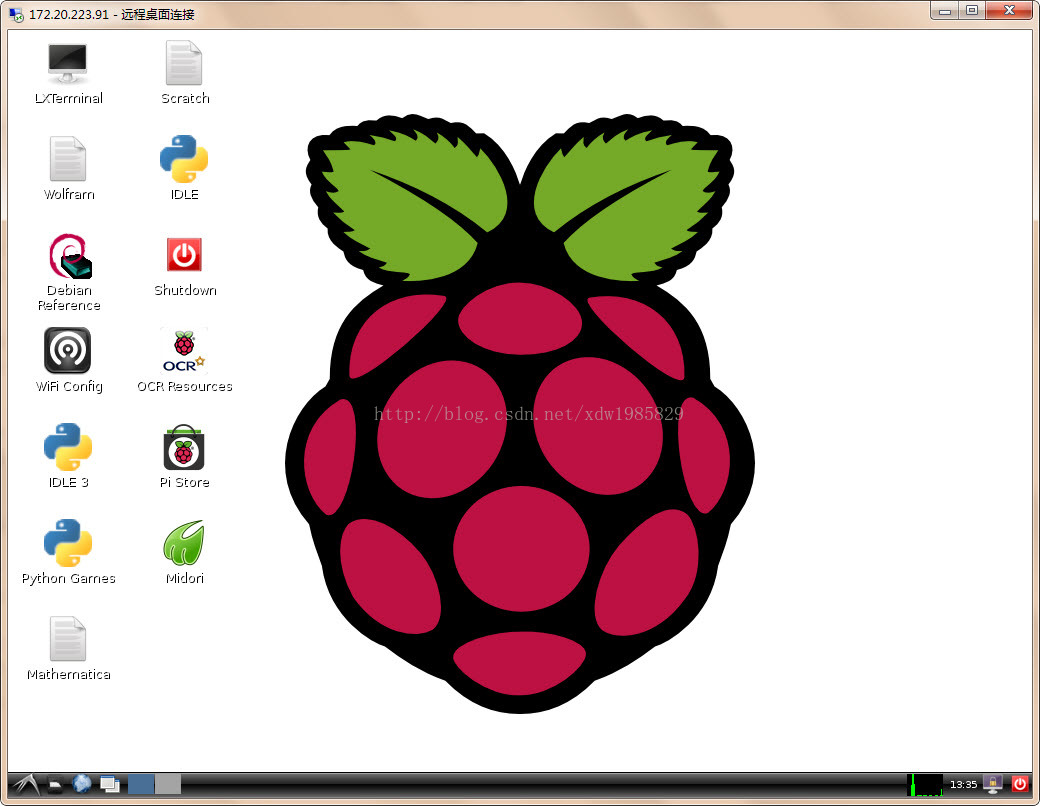 172.20.223.91 - 远程桌面连接
LXTerminal
Scratch
Wolfram
IDLE
Debian
Reference
Shutdown
WiFi Config
OCR
OCR Resources
IDLE 3
Pi Store
Python Games
Midori
Mathematica
http://blog.csdn.net/xdw1985829
13:35